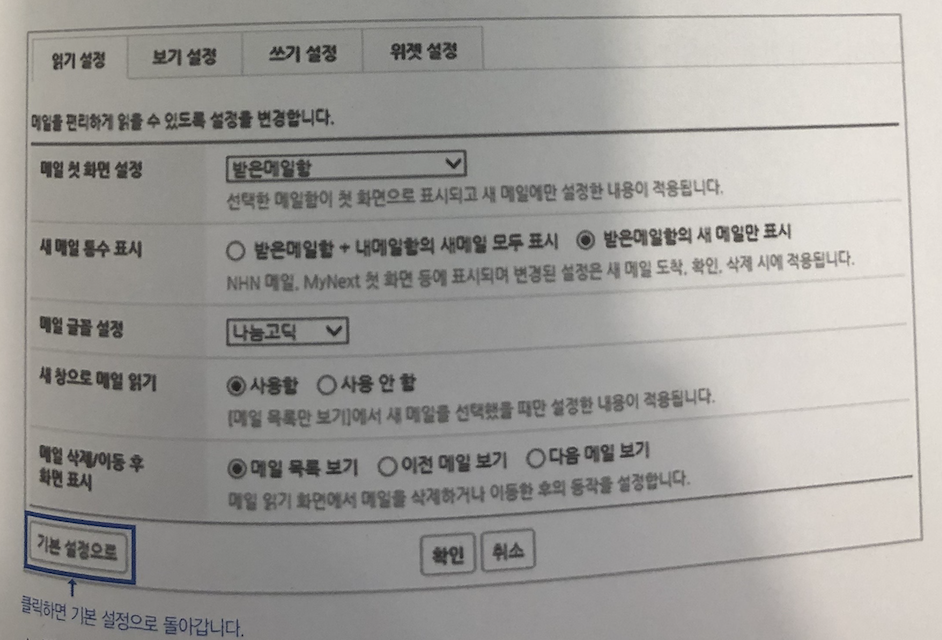 읽기 설정 보기 설정 쓰기 설정 위젯 설정
메일을 편리하게 읽을 수 있도록 설정을 변경합니다.
메일 첫 화면 설정 받은메일함
선택한 메일함이 첫 화면으로 표시되고 새 메일에만 설정한 내용이 적용됩니다.
새 메일 통수 표시 받은메일함 + 내메일함의 새메일 모두 표시 받은메일함의 새 메일만 표시
NHN 메일, MyNext 첫 화면 등에 표시되며 변경된 설정은 새 메일 도착, 확인, 삭제 시에 적용됩니다.
메일 글꼴 설정 나눔고딕
새 창으로 메일 읽기 사용함 사용 안 함
[메일 목록만 보기]에서 새 메일을 선택했을 때만 설정한 내용이 적용됩니다.
메일 삭제/이동 후
화면 표시
메일 목록 보기 이전 메일 보기 다음 메일 보기
메일 읽기 화면에서 메일을 삭제하거나 이동한 후의 동작을 설정합니다.
기본 설정으로 확인 취소
클릭하면 기본 설정으로 돌아갑니다.